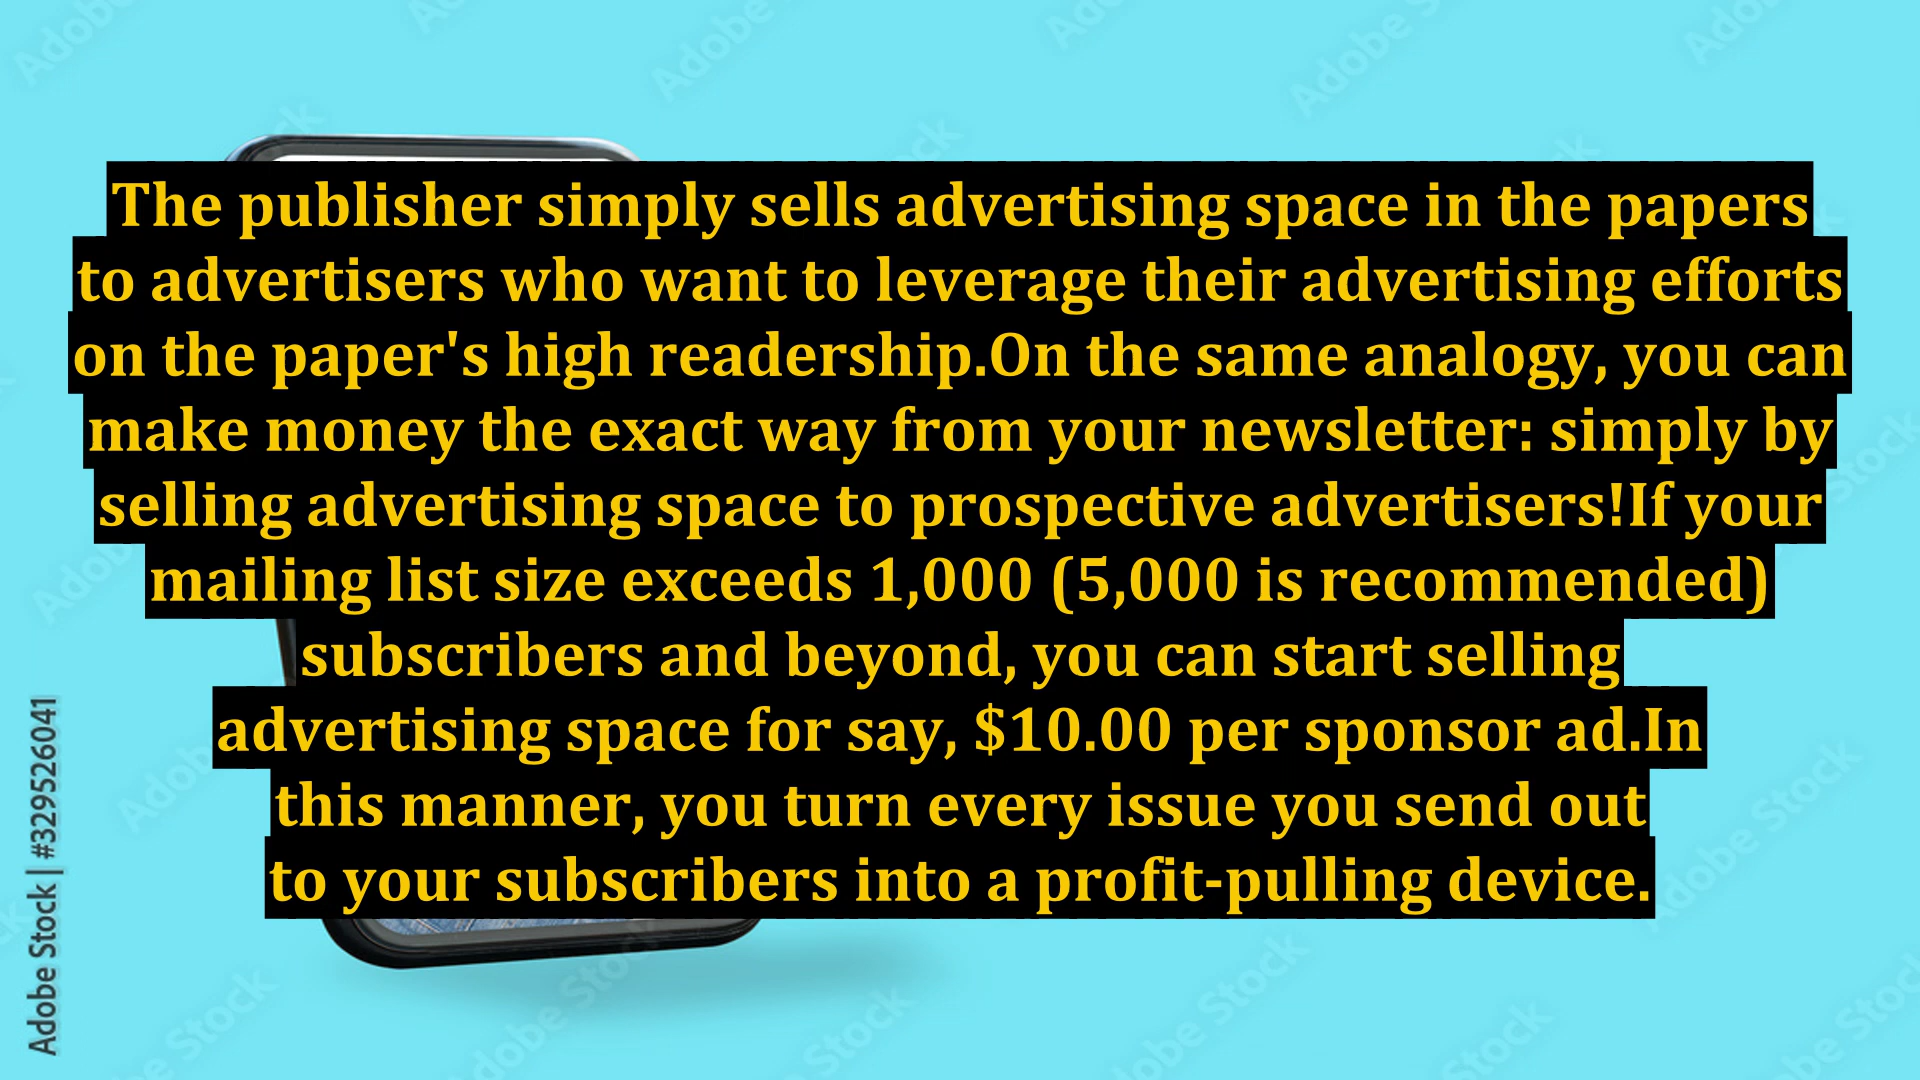 The publisher simply sells advertising space in the papers
to advertisers who want to leverage their advertising efforts
on the paper's high readership.On the same analogy, you can
make money the exact way from your newsletter: simply by
selling advertising space to prospective advertisers!If your
mailing list size exceeds 1,000 (5,000 is recommended)
subscribers and beyond, you can start selling
advertising space for say, $10.00 per sponsor ad.In
this manner, you turn every issue you send out
to your subscribers into a profit-pulling device.
Adobe Stock | #329526041